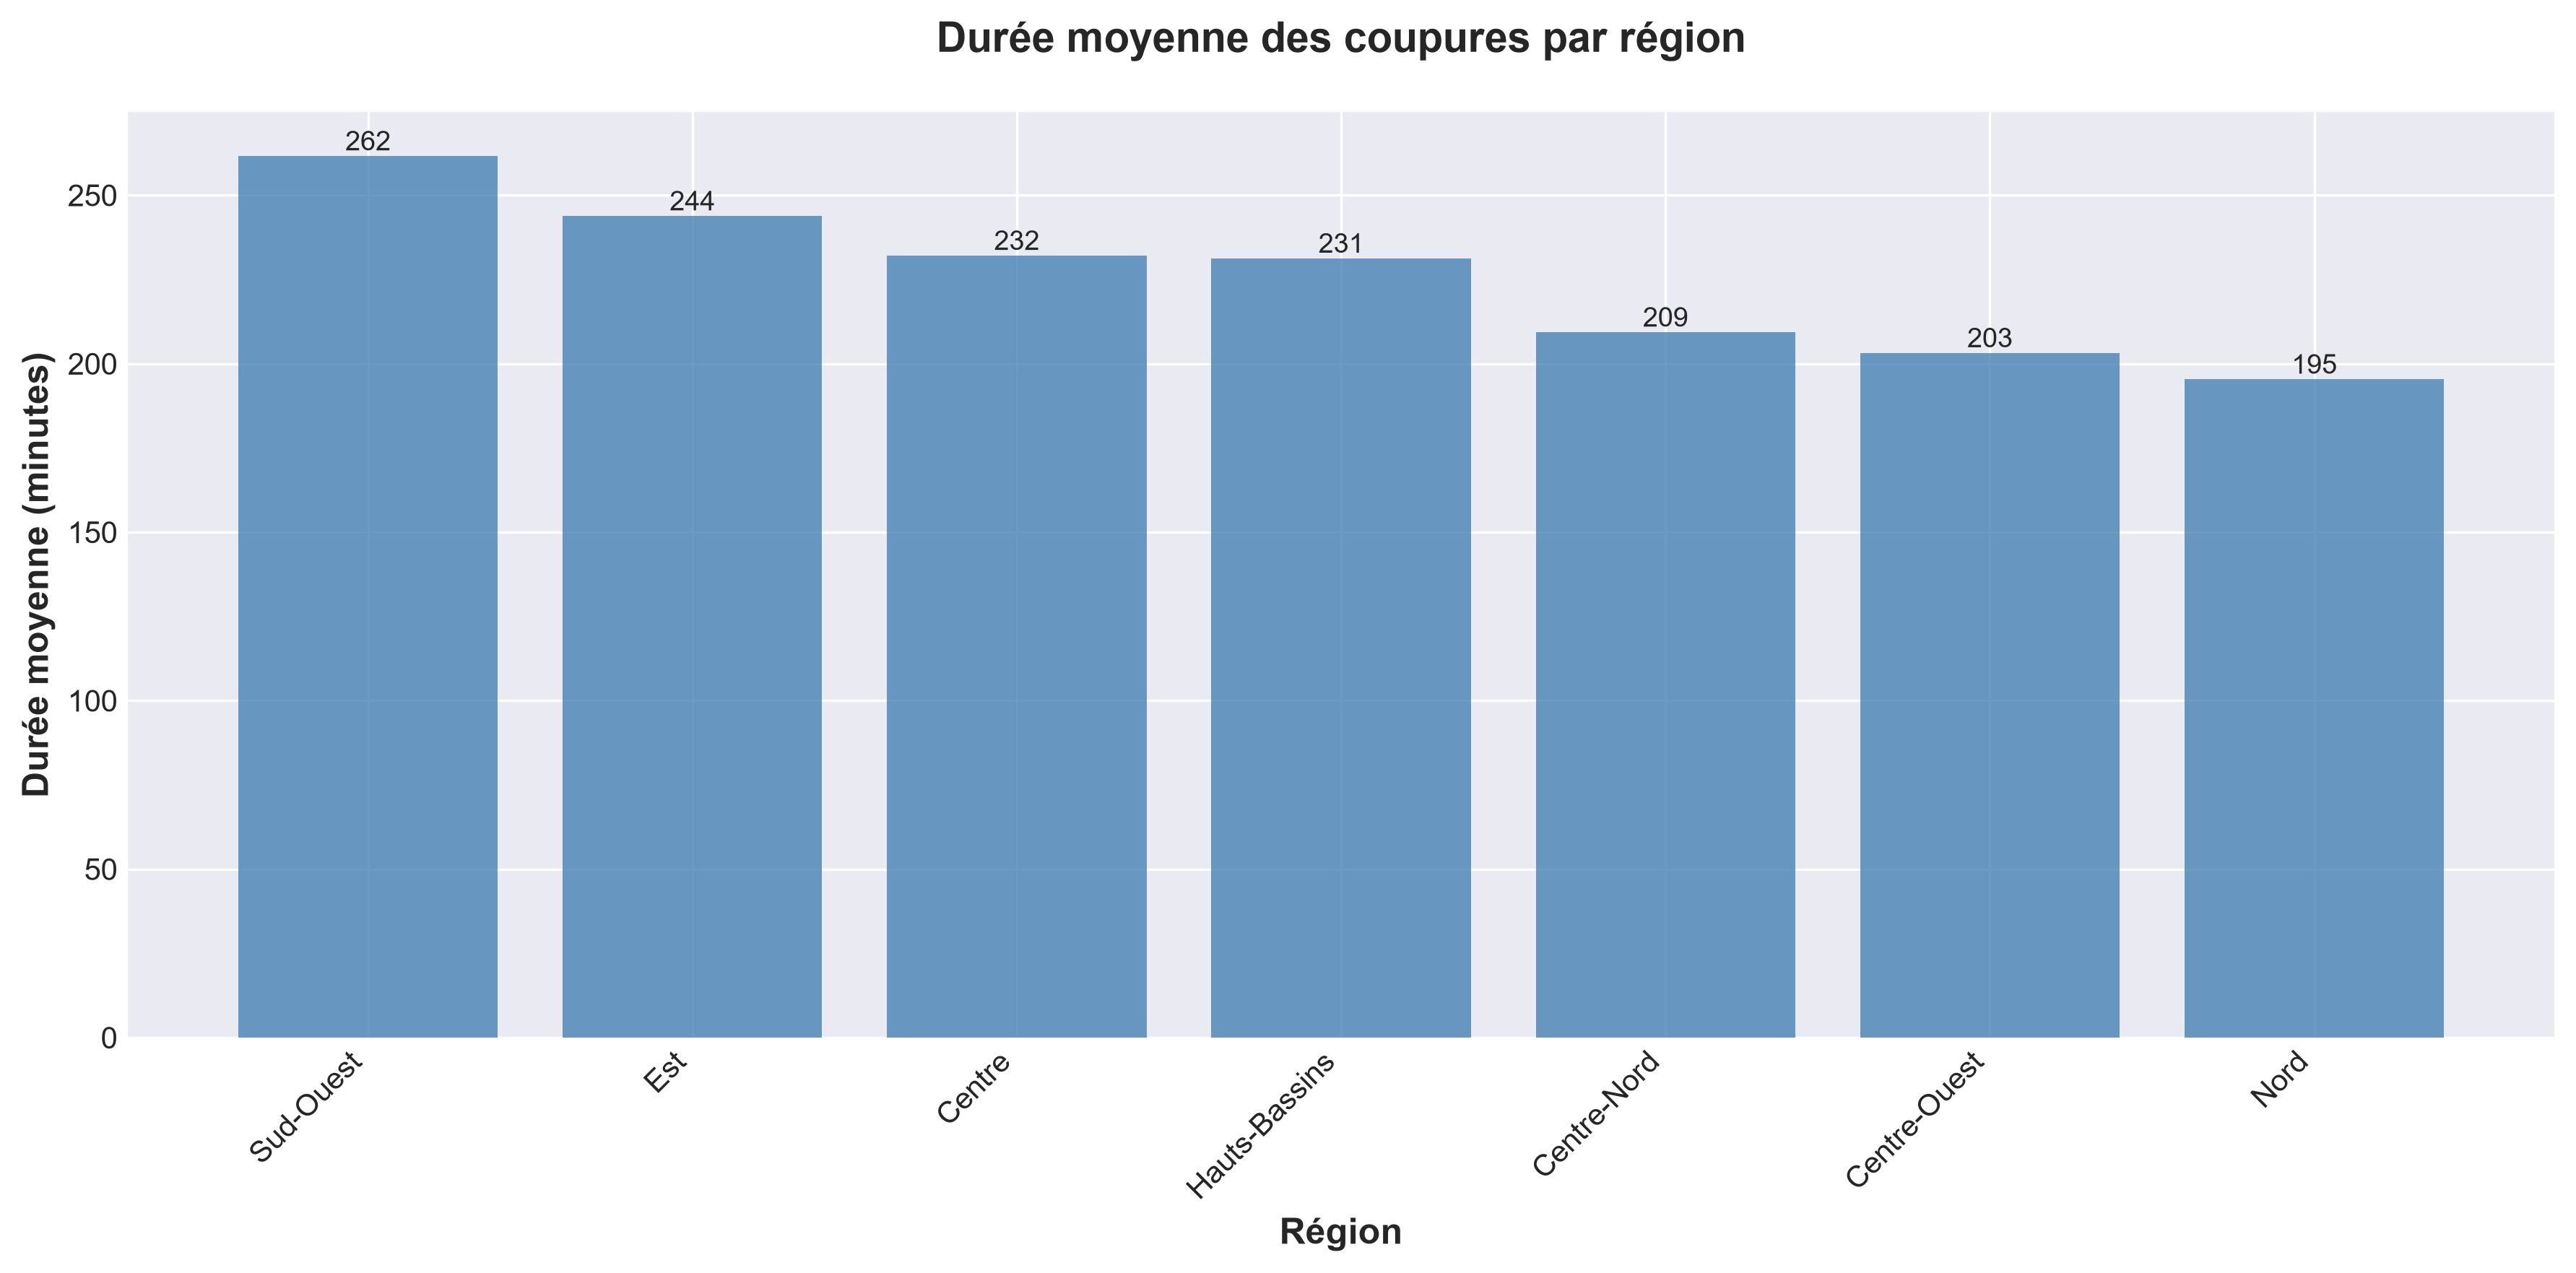 Durée moyenne des coupures par région
Durée moyenne (minutes)
250
200
150
100
50
0
262
244
232
231
209
203
195
Sud-Ouest
Est
Centre
Hauts-Bassins
Centre-Nord
Centre-Ouest
Nord
Région